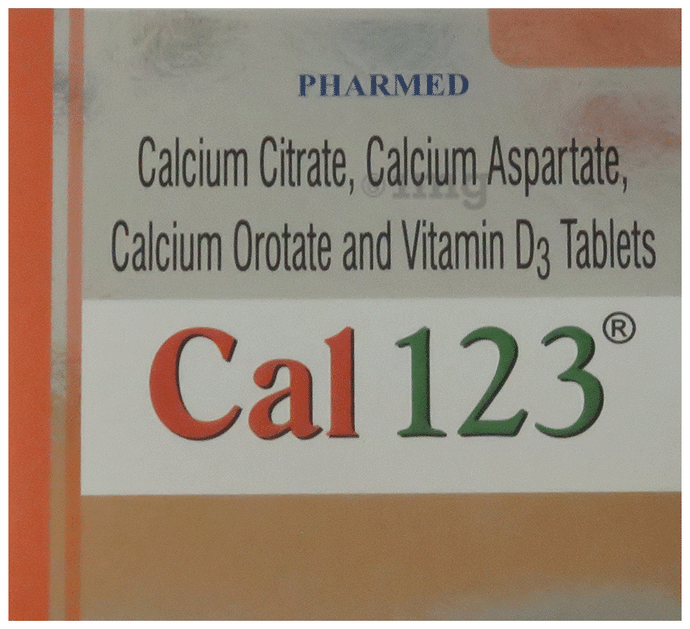 PHARMED
Calcium Citrate, Calcium Aspartate,
Calcium Orotate and Vitamin D3 Tablets
Cal 123®